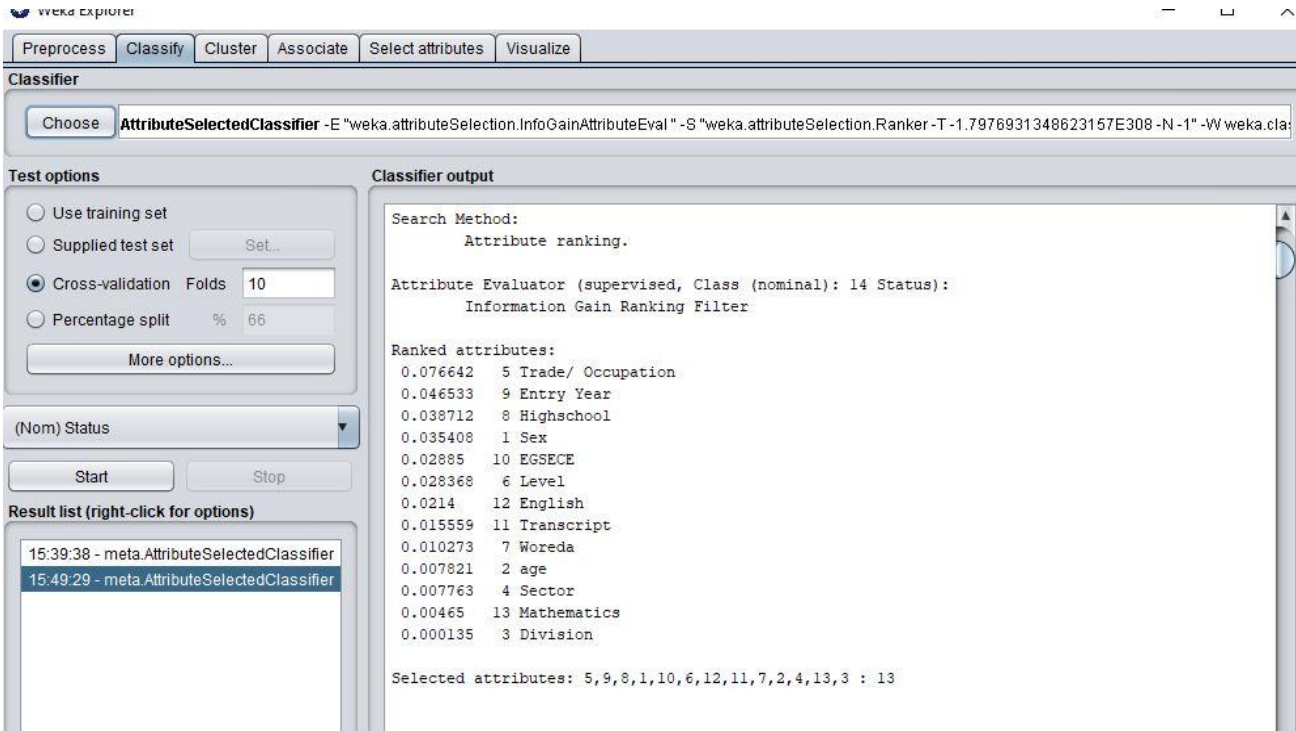 Weka Explorer
Preprocess Classify Cluster Associate Select attributes Visualize
Classifier
Choose AttributeSelectedClassifier -E "weka.attributeSelection.InfoGainAttributeEval " -S "weka.attributeSelection.Ranker -T -1.7976931348623157E308 -N -1" -W weka.cla
Test options
Use training set
Supplied test set Set...
Cross-validation Folds 10
Percentage split % 66
More options...
(Nom) Status
Start Stop
Result list (right-click for options)
15:39:38 - meta.AttributeSelectedClassifier
15:49:29 - meta.AttributeSelectedClassifier
Classifier output
Search Method:
Attribute ranking.
Attribute Evaluator (supervised, Class (nominal): 14 Status):
Information Gain Ranking Filter
Ranked attributes:
0.076642 5 Trade/ Occupation
0.046533 9 Entry Year
0.038712 8 Highschool
0.035408 1 Sex
0.02885 10 EGSECE
0.028368 6 Level
0.0214 12 English
0.015559 11 Transcript
0.010273 7 Woreda
0.007821 2 age
0.007763 4 Sector
0.00465 13 Mathematics
0.000135 3 Division
Selected attributes: 5,9,8,1,10,6,12,11,7,2,4,13,3 : 13